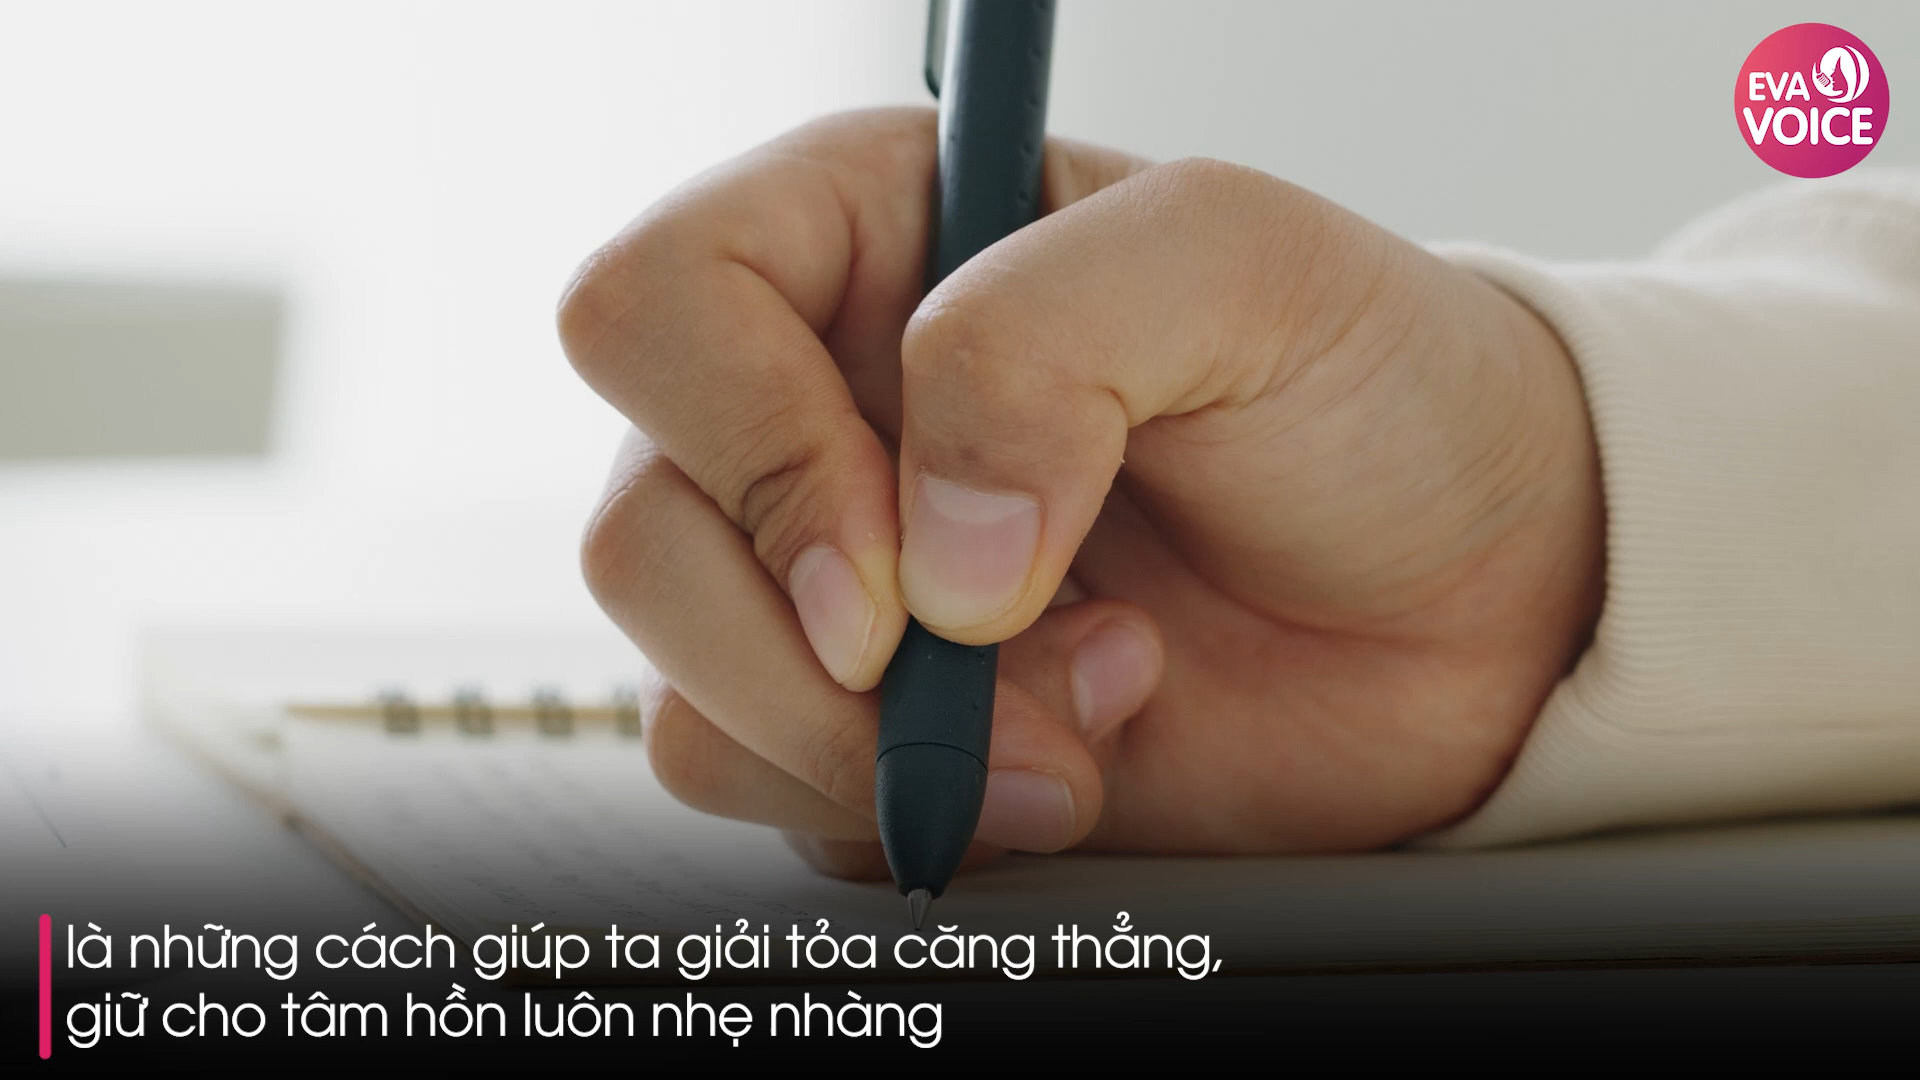 EVA
VOICE
là những cách giúp ta giải tỏa căng thẳng,
giữ cho tâm hồn luôn nhẹ nhàng